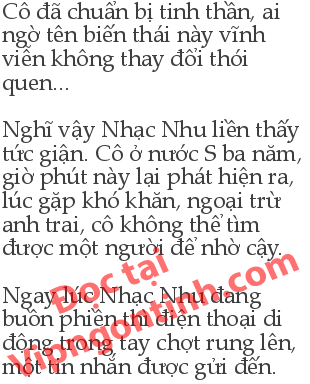 Cô đã chuẩn bị tinh thần, ai
ngờ tên biến thái này vĩnh
viễn không thay đổi thói
quen...
Nghĩ vậy Nhạc Nhu liền thấy
tức giận. Cô ở nước S ba năm,
giờ phút này lại phát hiện ra,
lúc gặp khó khăn, ngoại trừ
anh trai, cô không thể tìm
được một người để nhờ cậy.
Ngay lúc Nhạc Nhu đang
buồn phiền thì điện thoại di
động trong tay chợt rung lên,
một tin nhắn được gửi đến.
Đọc tại
Vipngontinh.com